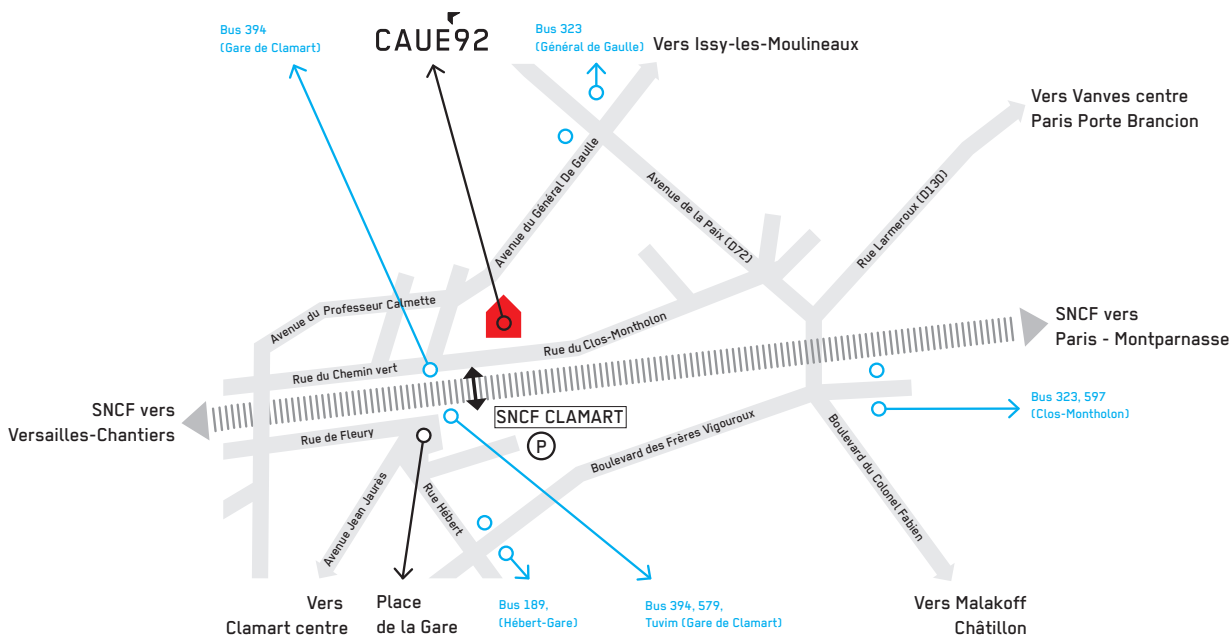 Bus 394
(Gare de Clamart)
CAUE92
Bus 323
(Général de Gaulle)
Vers Issy-les-Moulineaux
Vers Vanves centre
Paris Porte Brancion
Avenue du Général De Gaulle
Avenue de la Paix (D72)
Rue Larmeroux (D130)
Avenue du Professeur Calmette
Rue du Clos-Montholon
Rue du Chemin vert
SNCF vers
Paris - Montparnasse
SNCF vers
Versailles-Chantiers
SNCF CLAMART
P
Bus 323, 597
(Clos-Montholon)
Rue de Fleury
Boulevard des Frères Vigouroux
Avenue Jean Jaurès
Rue Hébert
Boulevard du Colonel Fabien
Vers
Clamart centre
Place
de la Gare
Bus 189,
(Hébert-Gare)
Bus 394, 579,
Tuvim (Gare de Clamart)
Vers Malakoff
Châtillon